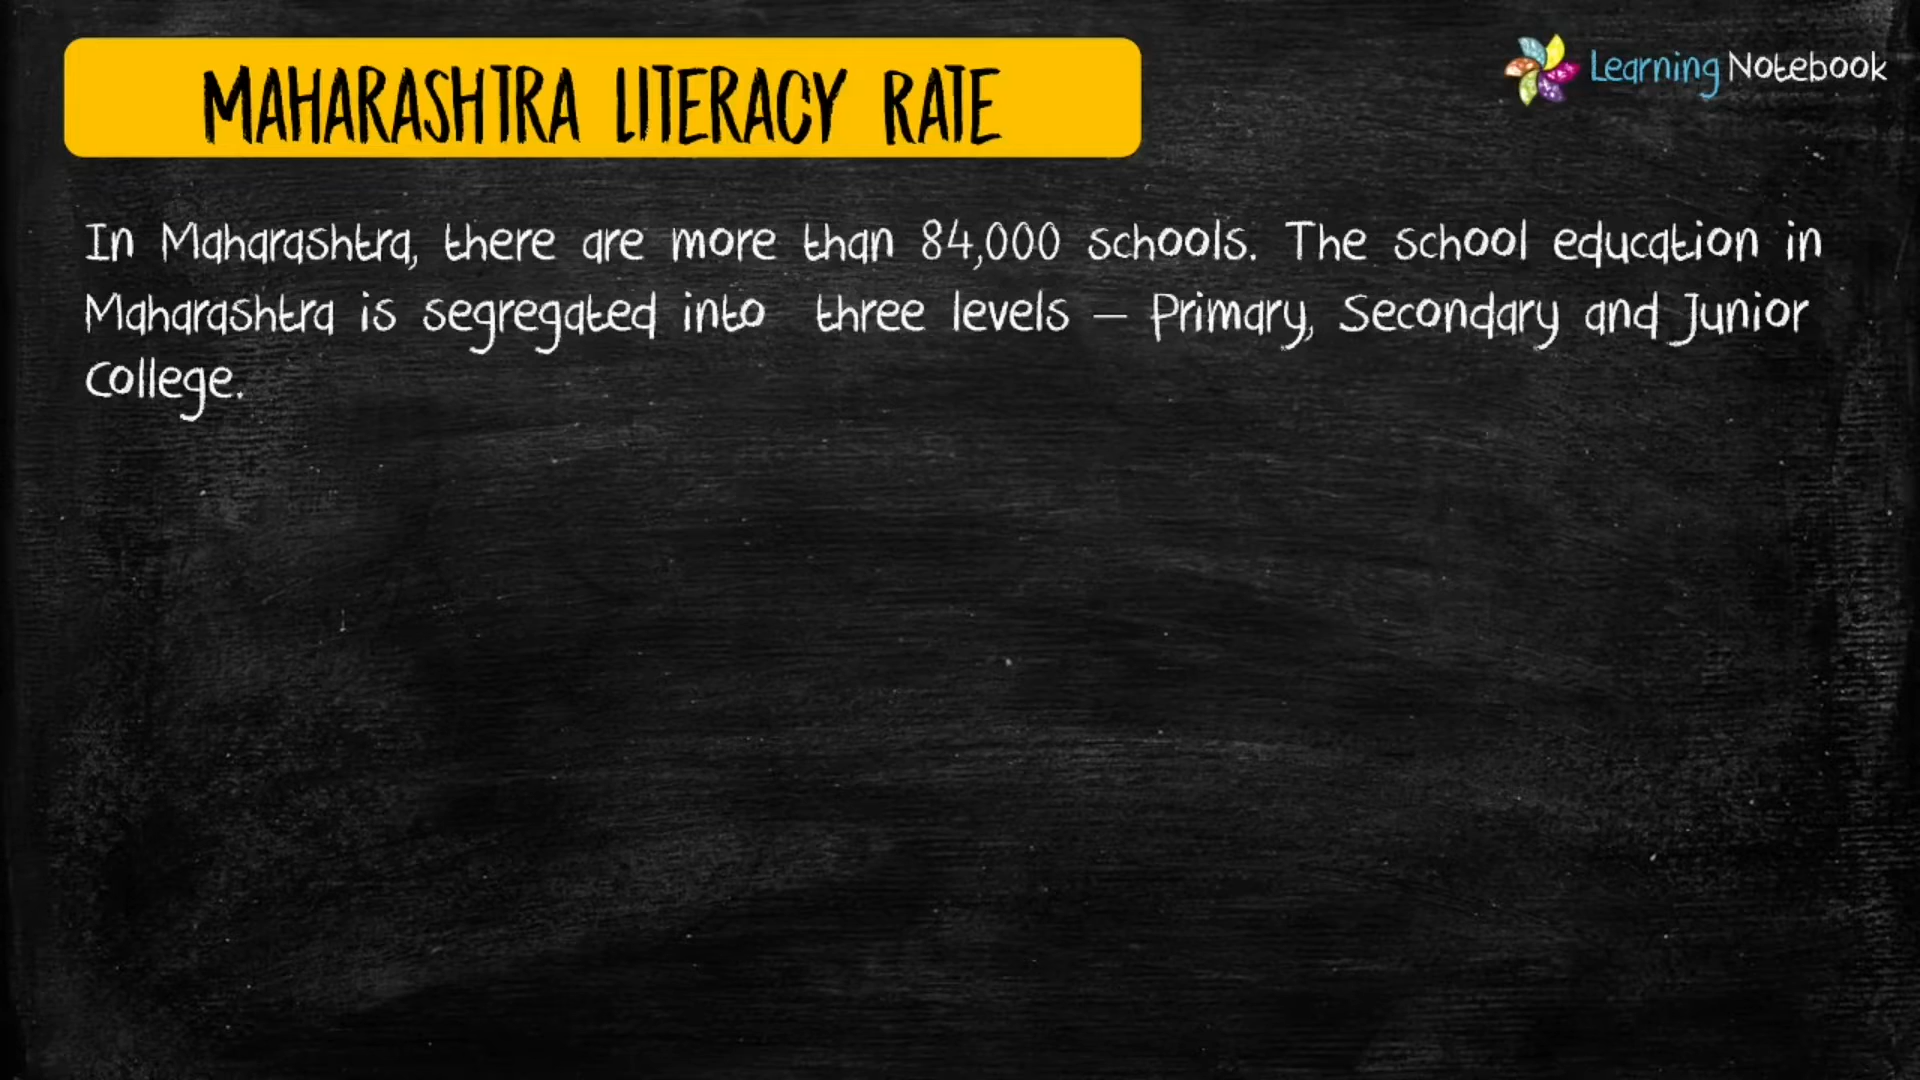 MAHARASHTRA LITERACY RATE
Learning Notebook
In Maharashtra, there are more than 84,000 schools. The school education in
Maharashtra is segregated into three levels – Primary, Secondary and Junior
College.